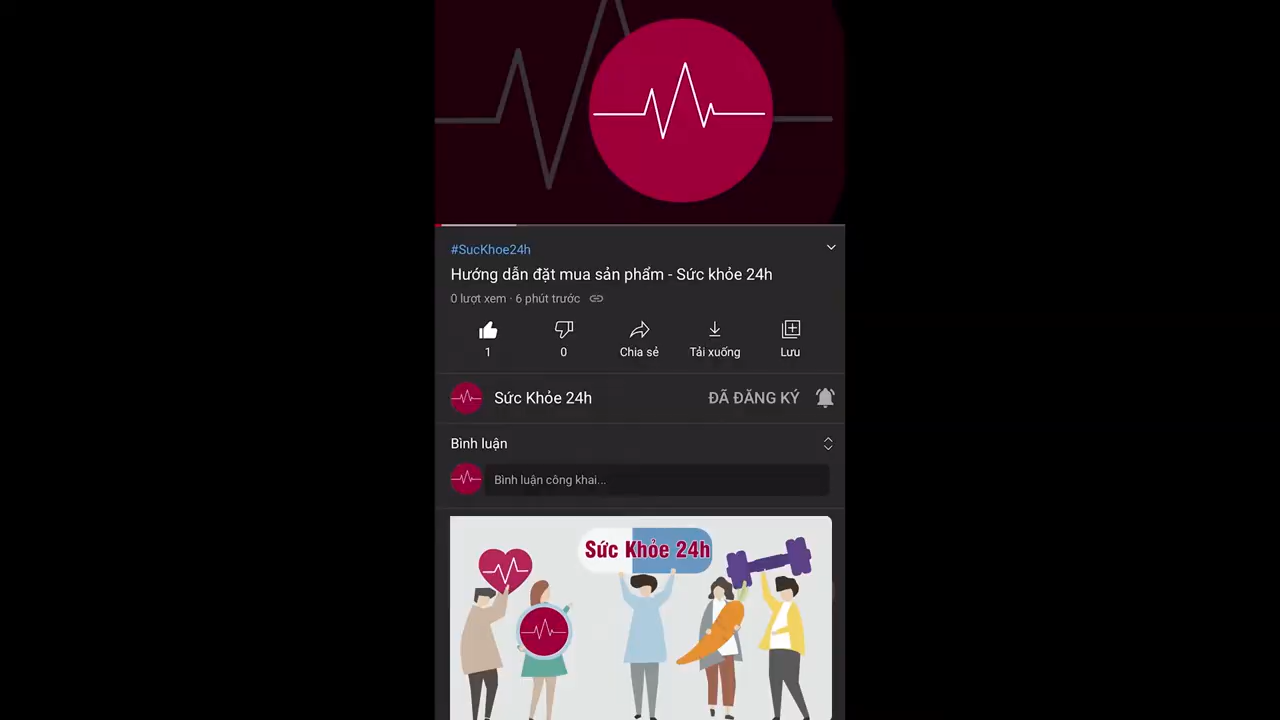 #SucKhoe24h
Hướng dẫn đặt mua sản phẩm - Sức khỏe 24h
0 lượt xem · 6 phút trước
1
0
Chia sẻ
Tải xuống
Lưu
Sức Khỏe 24h
ĐÃ ĐĂNG KÝ
Bình luận
Bình luận công khai...
Sức Khỏe 24h